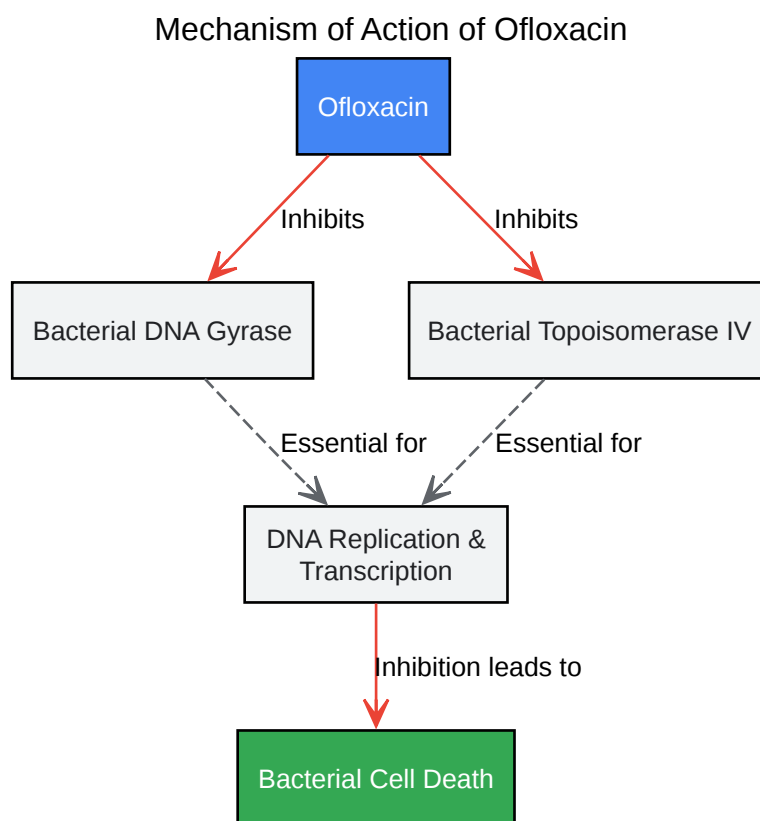 Mechanism of Action of Ofloxacin
Ofloxacin
Inhibits
Inhibits
Bacterial DNA Gyrase
Bacterial Topoisomerase IV
Essential for
Essential for
DNA Replication &
Transcription
Inhibition leads to
Bacterial Cell Death